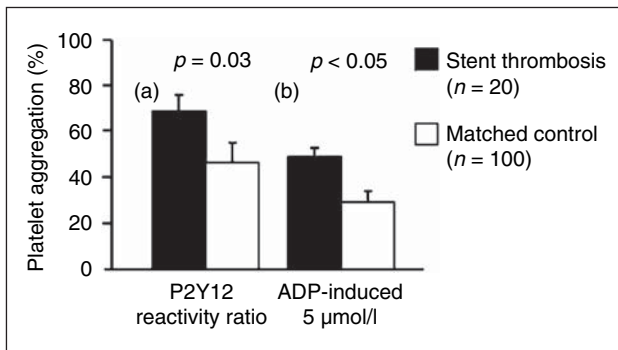 Platelet aggregation (%)
100
80
60
40
20
0
p = 0.03
p < 0.05
(a)
(b)
P2Y12
reactivity ratio
ADP-induced
5 µmol/l
Stent thrombosis
(n = 20)
Matched control
(n = 100)